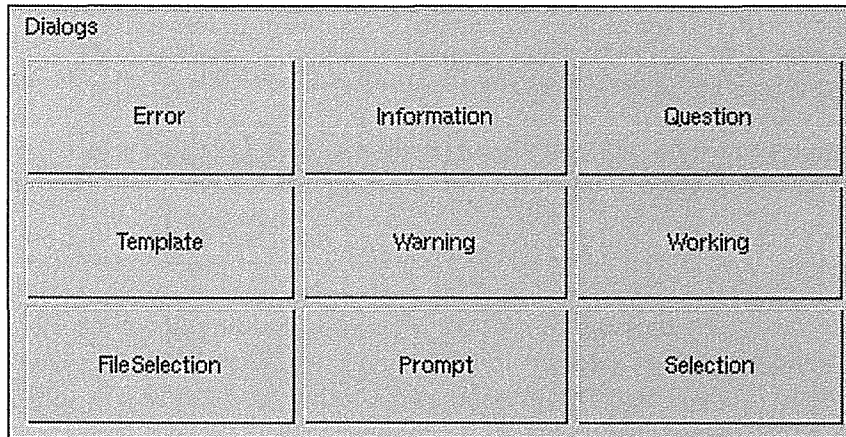 Dialogs
Error Information Question
Template Warning Working
FileSelection Prompt Selection